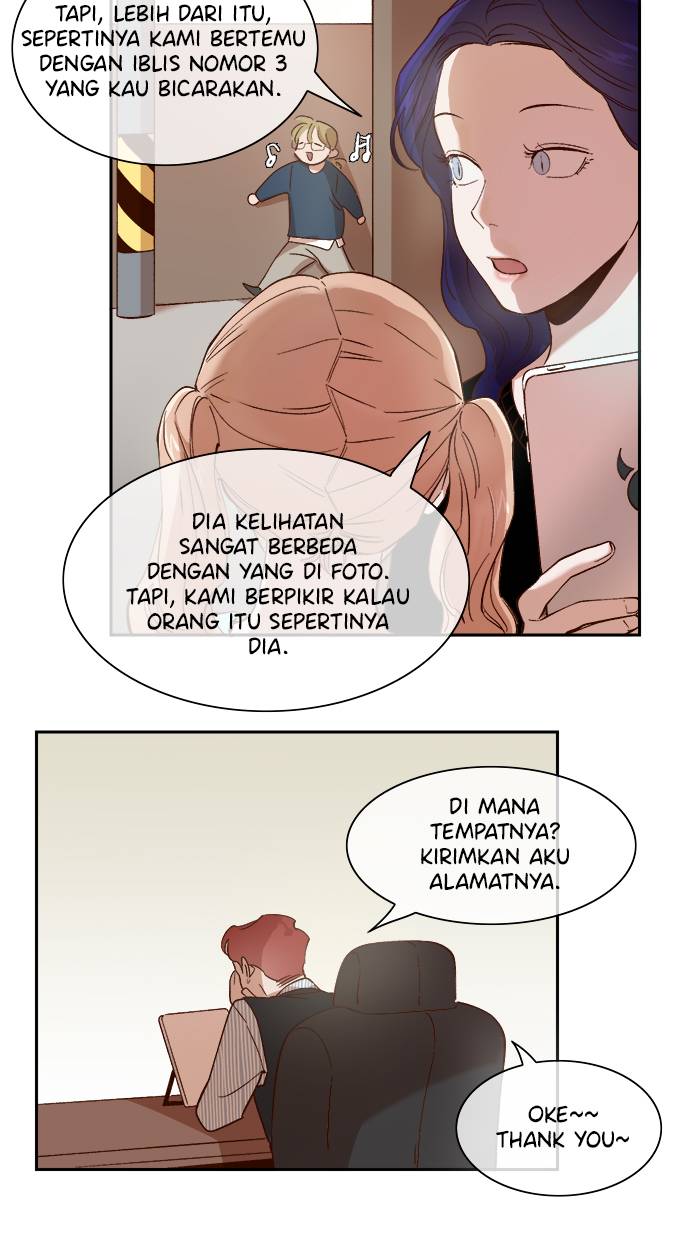 TAPI, LEBIH DARI ITU,
SEPERTINYA KAMI BERTEMU
DENGAN IBLIS NOMOR 3
YANG KAU BICARAKAN.
DIA KELIHATAN
SANGAT BERBEDA
DENGAN YANG DI FOTO.
TAPI, KAMI BERPIKIR KALAU
ORANG ITU SEPERTINYA
DIA.
DI MANA
TEMPATNYA?
KIRIMKAN AKU
ALAMATNYA.
OKE~~
THANK YOU~